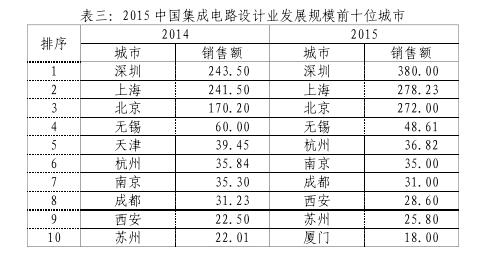 表三：2015 中国集成电路设计业发展规模前十位城市
排序 2014 2015
城市 销售额 城市 销售额
1 深圳 243.50 深圳 380.00
2 上海 241.50 上海 278.23
3 北京 170.20 北京 272.00
4 无锡 60.00 无锡 48.61
5 天津 39.45 杭州 36.82
6 杭州 35.84 南京 35.00
7 南京 35.30 成都 31.00
8 成都 31.23 西安 28.60
9 西安 22.50 苏州 25.80
10 苏州 22.01 厦门 18.00